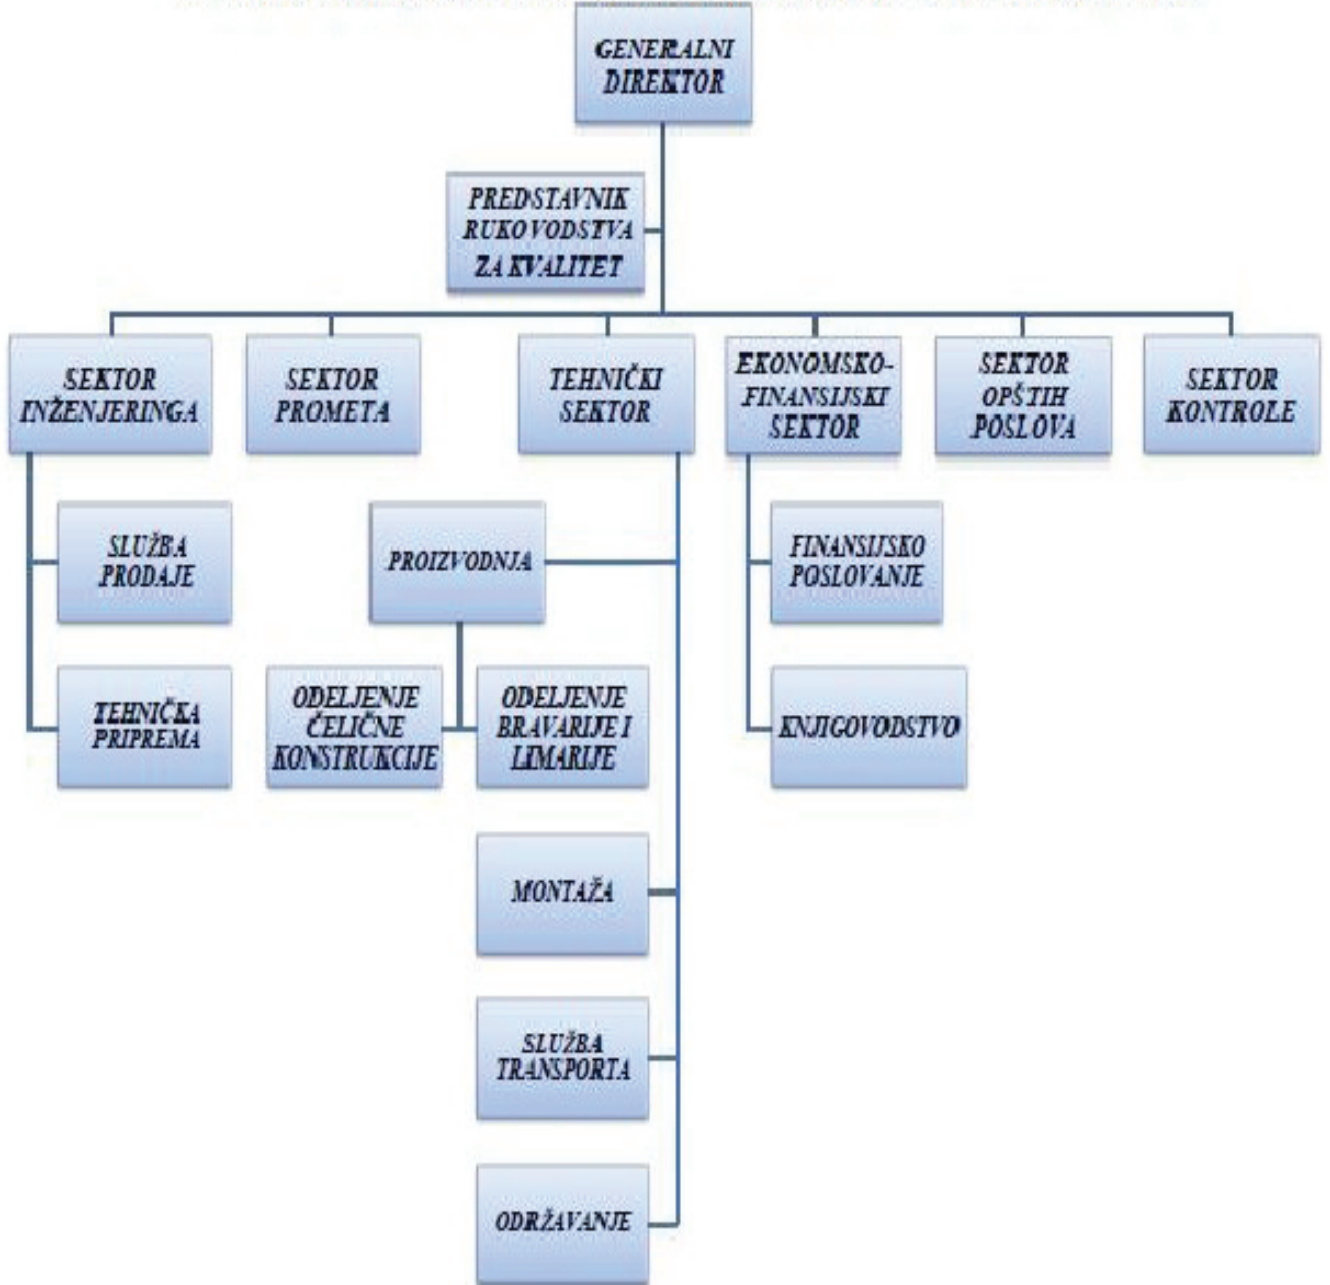 GENERALNI
DIREKTOR
PREDSTAVNIK
RUKOVODSTVA
ZA KVALITET
SEKTOR
INŽENJERINGA
SEKTOR
PROMETA
TEHNIČKI
SEKTOR
EKONOMSKO-
FINANSIJSKI
SEKTOR
SEKTOR
OPŠTIH
POSLOVA
SEKTOR
KONTROLE
SLUŽBA
PRODAJE
PROIZVODNJA
FINANSIJSKO
POSLOVANJE
TEHNIČKA
PRIPREMA
ODELJENJE
ČELIČNE
KONSTRUKCIJE
ODELJENJE
BRAVARIJE I
LIMARIJE
KNJIGOVODSTVO
MONTAŽA
SLUŽBA
TRANSPORTA
ODRŽAVANJE